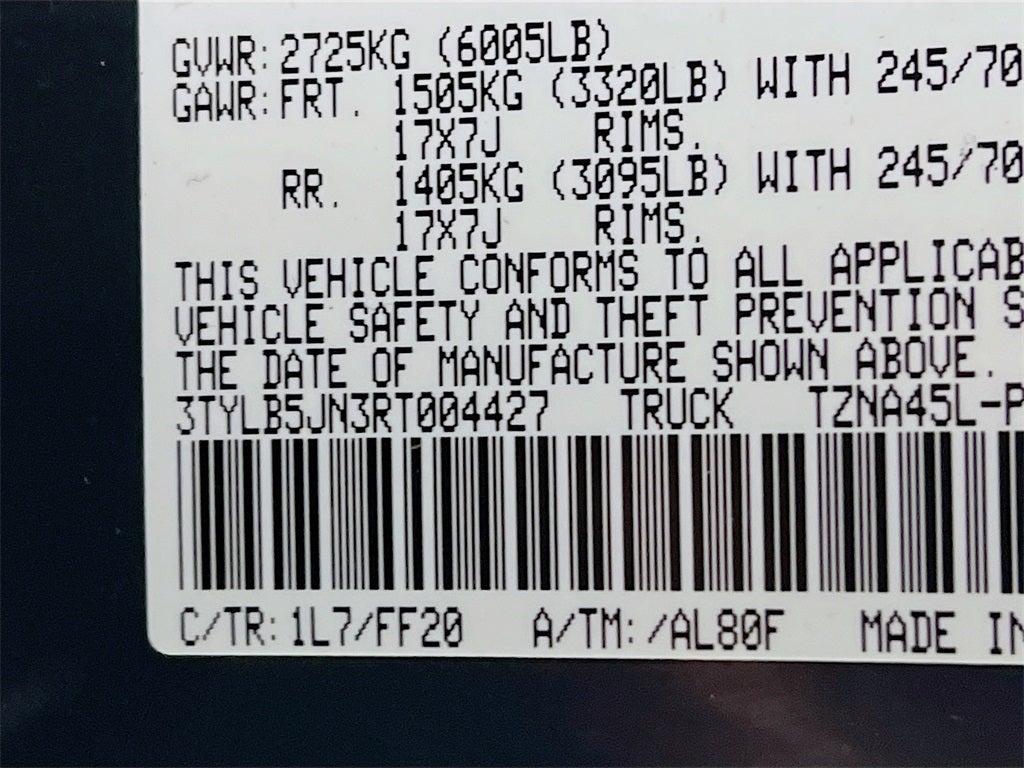 GVWR: 2725KG (6005LB)
GAWR: FRT. 1505KG (3320LB) WITH 245/70
17X7J RIMS.
RR. 1405KG (3095LB) WITH 245/70
17X7J RIMS.
THIS VEHICLE CONFORMS TO ALL APPLICAB
VEHICLE SAFETY AND THEFT PREVENTION S
THE DATE OF MANUFACTURE SHOWN ABOVE.
3TYLB5JN3RT004427 TRUCK TZNA45L-P
C/TR: 1L7/FF20 A/TM: /AL80F MADE IN